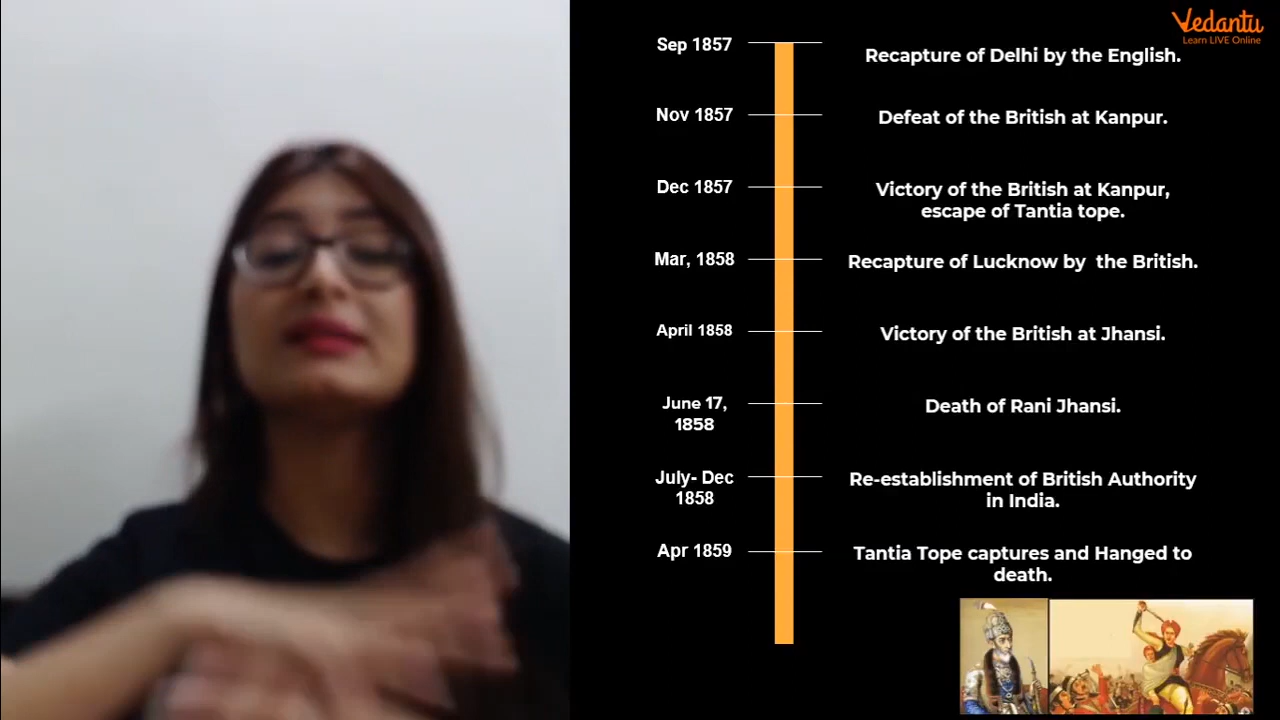 Vedantu
Learn LIVE Online
Sep 1857
Recapture of Delhi by the English.
Nov 1857
Defeat of the British at Kanpur.
Dec 1857
Victory of the British at Kanpur,
escape of Tantia tope.
Mar, 1858
Recapture of Lucknow by the British.
April 1858
Victory of the British at Jhansi.
June 17,
1858
Death of Rani Jhansi.
July- Dec
1858
Re-establishment of British Authority
in India.
Apr 1859
Tantia Tope captures and Hanged to
death.